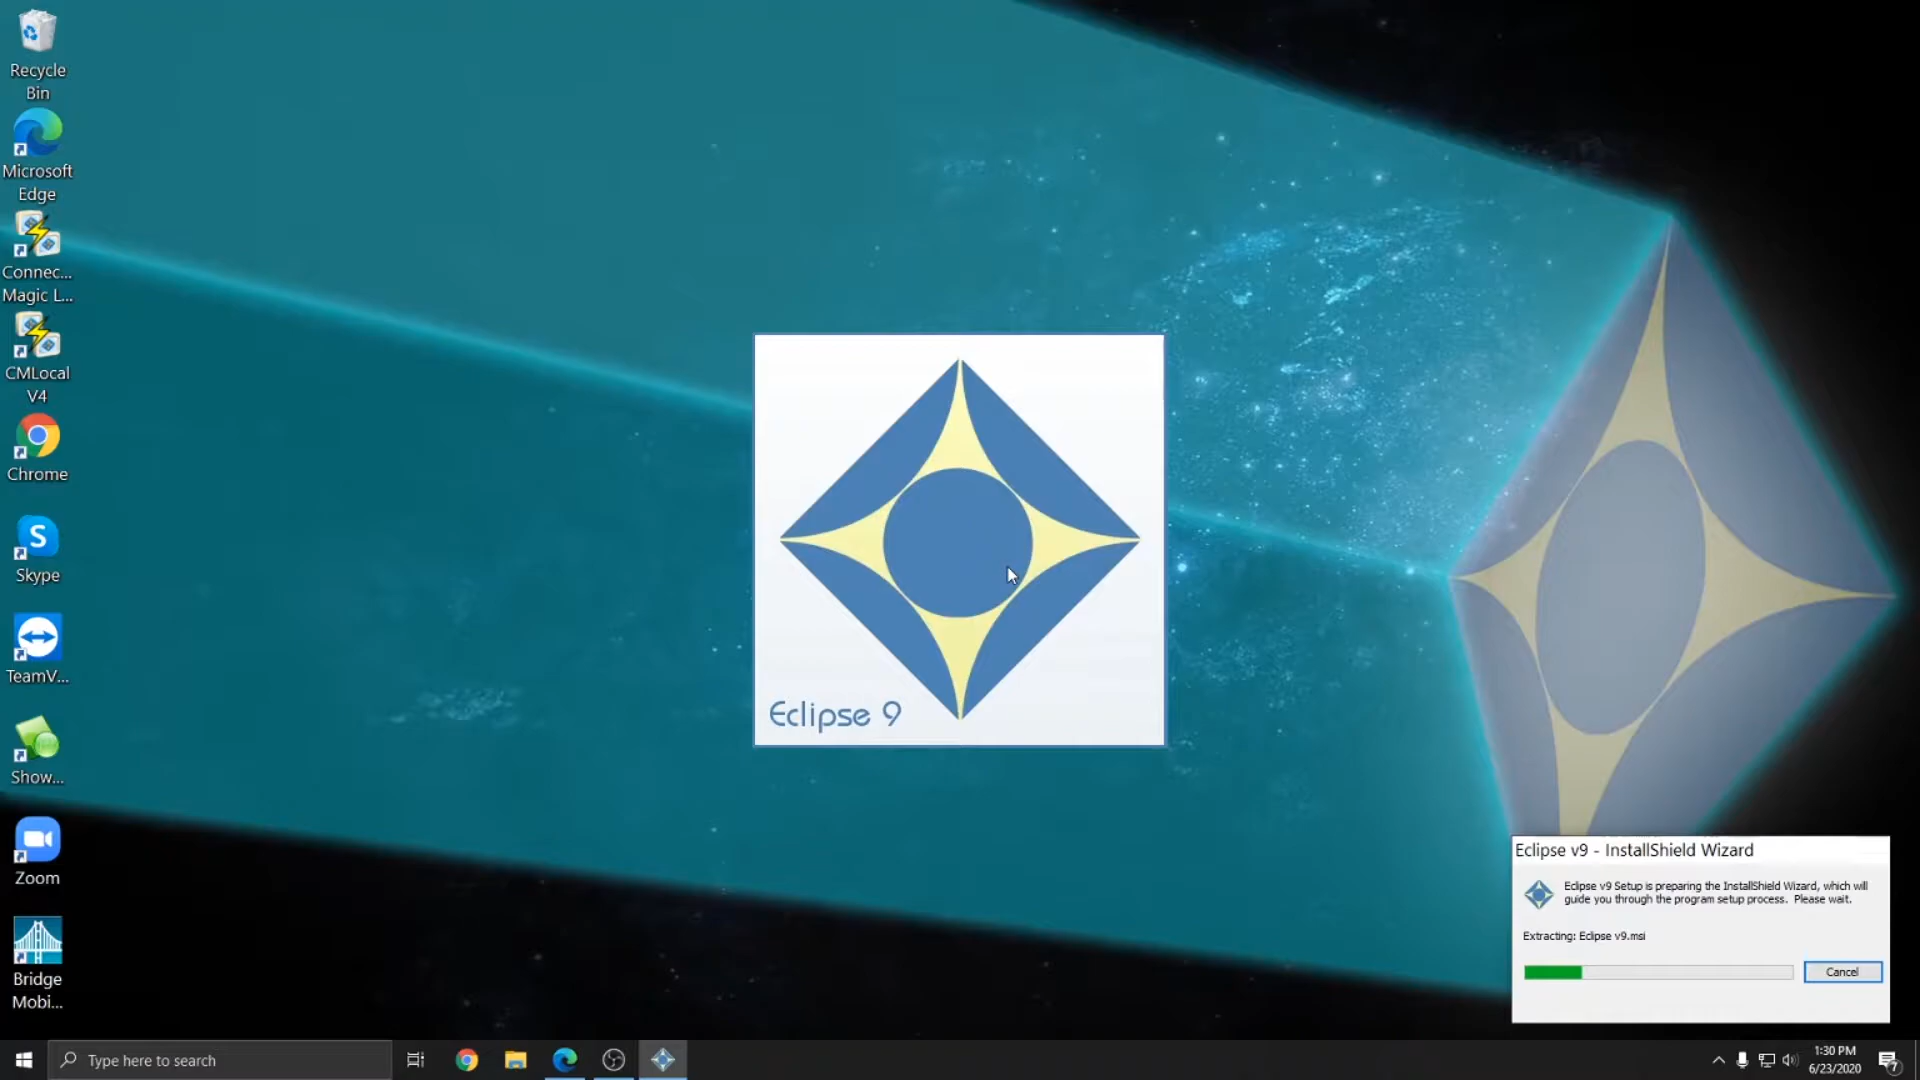 Recycle
Bin
Microsoft
Edge
Connec...
Magic L...
CMLocal
V4
Chrome
S
Skype
TeamV...
Show...
Zoom
Bridge
Mobi...
Eclipse 9
Eclipse v9 - InstallShield Wizard
Eclipse v9 Setup is preparing the InstallShield Wizard, which will
guide you through the program setup process. Please wait.
Extracting: Eclipse v9.msi
Cancel
Type here to search
1:30 PM
6/23/2020
7